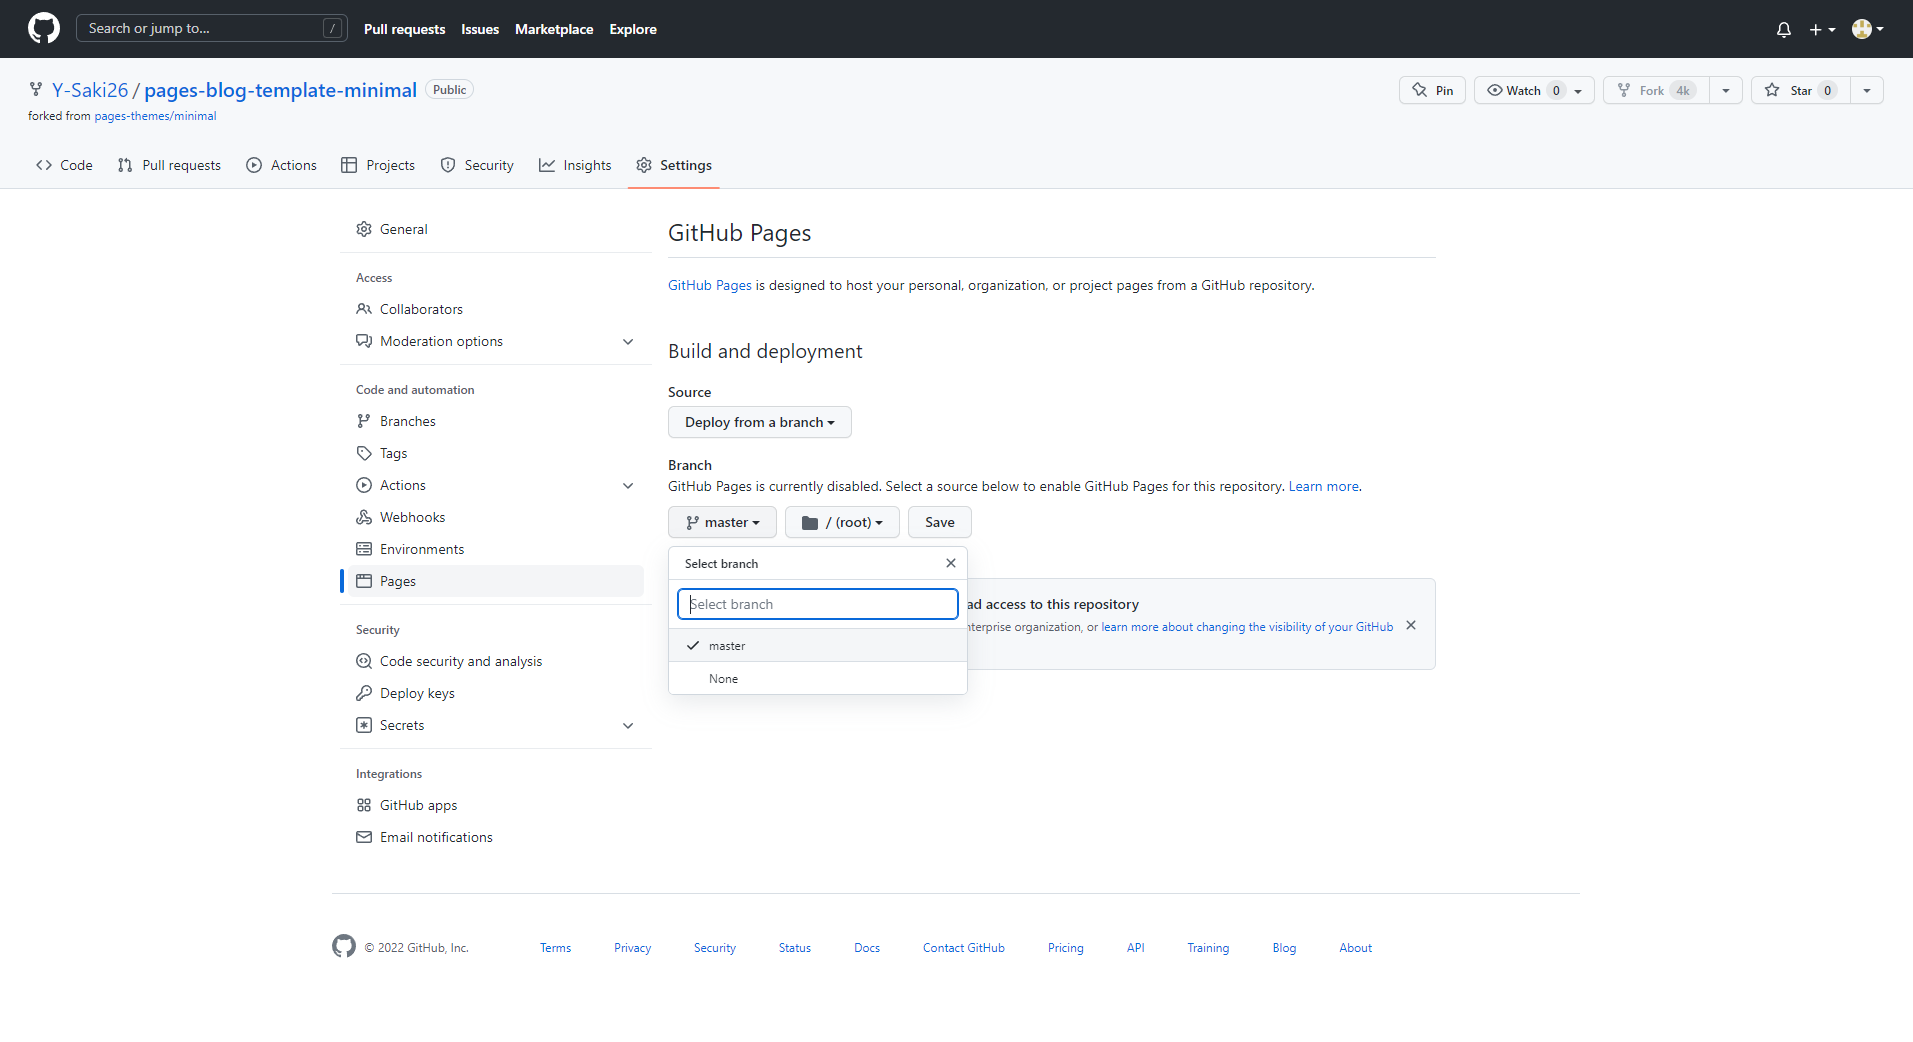 Search or jump to... /
Pull requests Issues Marketplace Explore
Y-Saki26 / pages-blog-template-minimal Public
forked from pages-themes/minimal
Pin
Watch 0
Fork 4k
Star 0
Code Pull requests Actions Projects Security Insights Settings
General
Access
Collaborators
Moderation options
Code and automation
Branches
Tags
Actions
Webhooks
Environments
Pages
Security
Code security and analysis
Deploy keys
Secrets
Integrations
GitHub apps
Email notifications
GitHub Pages
GitHub Pages is designed to host your personal, organization, or project pages from a GitHub repository.
Build and deployment
Source
Deploy from a branch
Branch
GitHub Pages is currently disabled. Select a source below to enable GitHub Pages for this repository. Learn more.
master / (root) Save
Select branch
Select branch
master
None
ad access to this repository
nterprise organization, or learn more about changing the visibility of your GitHub
© 2022 GitHub, Inc. Terms Privacy Security Status Docs Contact GitHub Pricing API Training Blog About